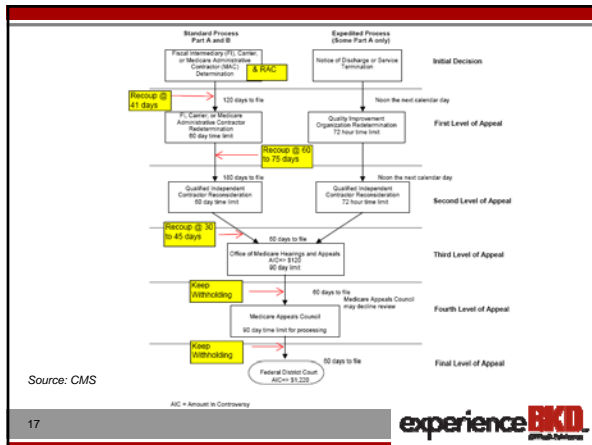 Standard Process
Part A and B
Expedited Process
(Some Part A only)
Fiscal Intermediary (FI), Carrier,
or Medicare Administrative
Contractor (MAC)
Determination
& RAC
Notice of Discharge or Service
Termination
Initial Decision
Recoup @
41 days
120 days to file
Noon the next calendar day
FI, Carrier, or Medicare
Administrative Contractor
Redetermination
60 day time limit
Quality Improvement
Organization Redetermination
72 hour time limit
First Level of Appeal
Recoup @ 60
to 75 days
180 days to file
Noon the next calendar day
Qualified Independent
Contractor Reconsideration
60 day time limit
Qualified Independent
Contractor Reconsideration
72 hour time limit
Second Level of Appeal
Recoup @ 30
to 45 days
60 days to file
Office of Medicare Hearings and Appeals
AIC=> $120
90 day limit
Third Level of Appeal
Keep
Withholding
60 days to file
Medicare Appeals Council
may decline review
Medicare Appeals Council
90 day time limit for processing
Fourth Level of Appeal
Keep
Withholding
60 days to file
Federal District Court
AIC=> $1,220
Final Level of Appeal
Source: CMS
AIC = Amount In Controversy
17
experience BKD